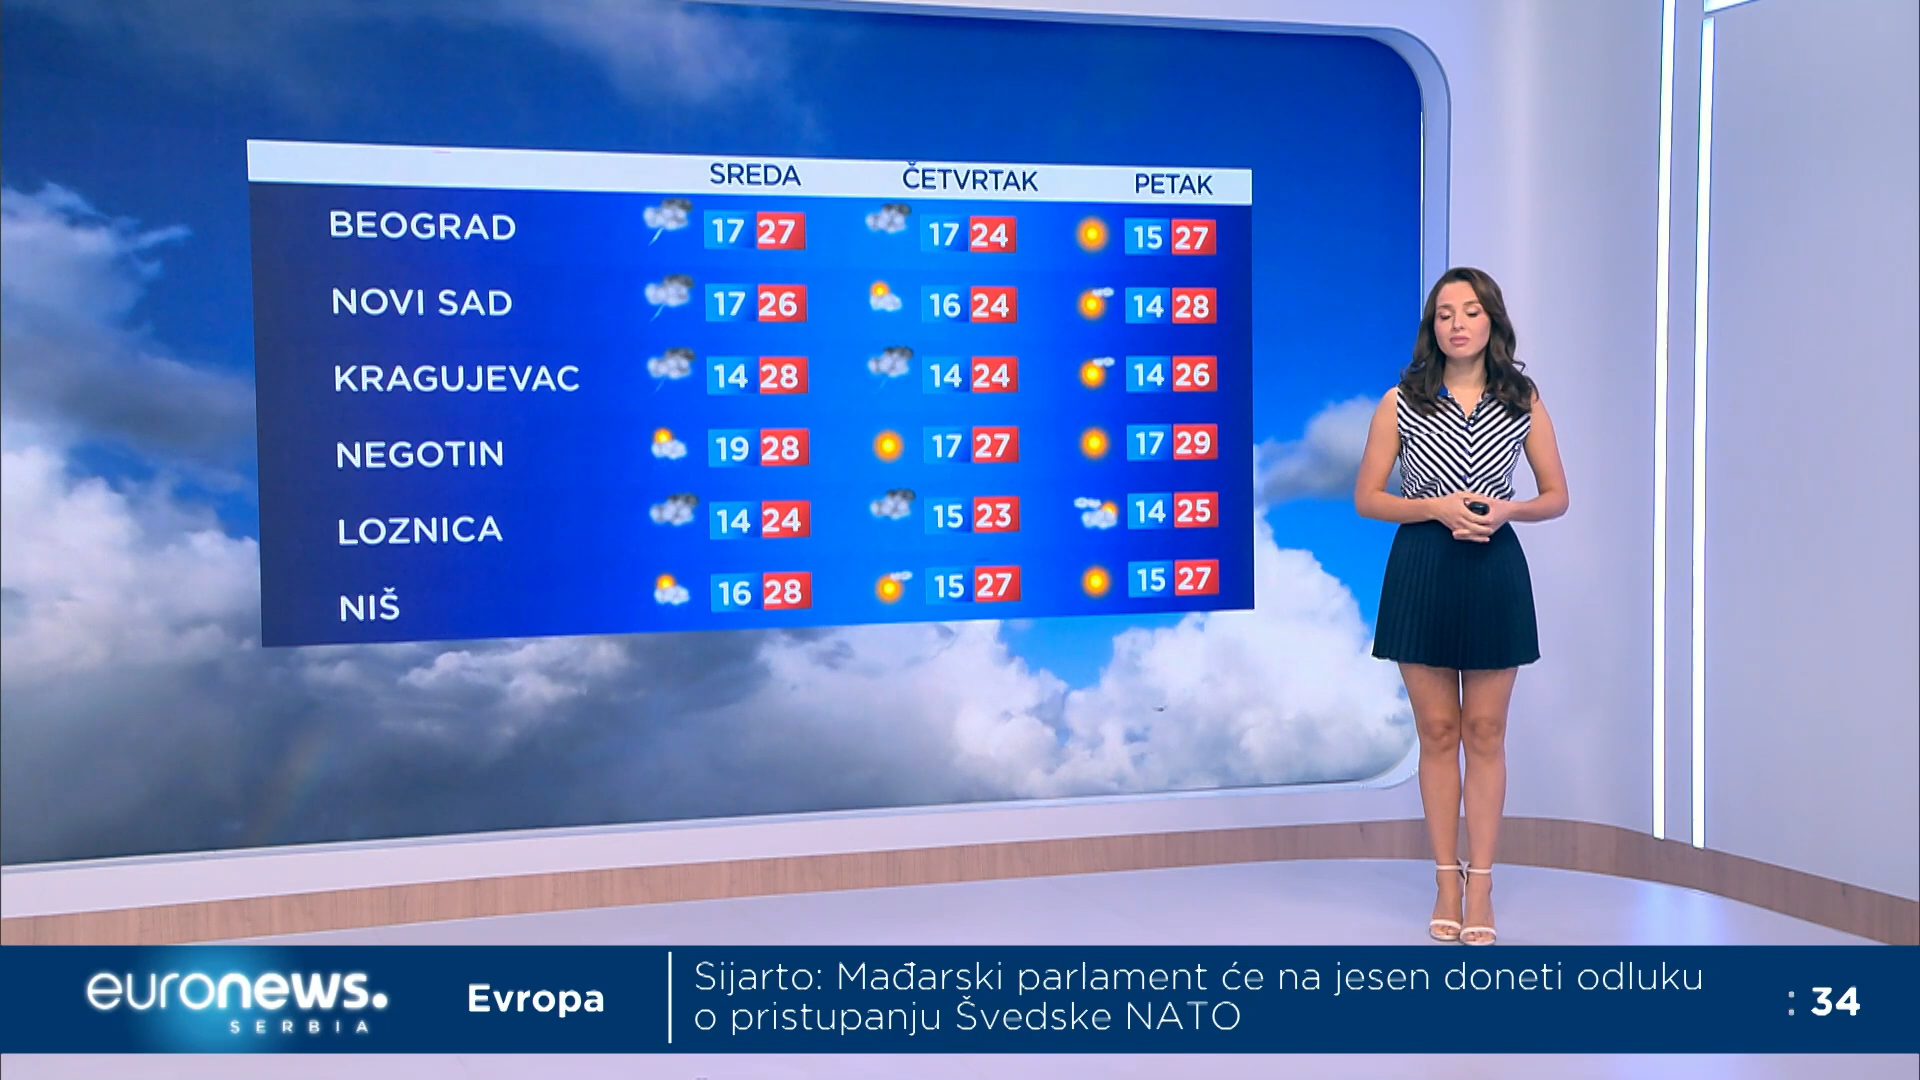 SREDA ČETVRTAK PETAK
BEOGRAD 17 27 17 24 15 27
NOVI SAD 17 26 16 24 14 28
KRAGUJEVAC 14 28 14 24 14 26
NEGOTIN 19 28 17 27 17 29
LOZNICA 14 24 15 23 14 25
NIŠ 16 28 15 27 15 27
euronews.
SERBIA
Evropa
Sijarto: Mađarski parlament će na jesen doneti odluku
o pristupanju Švedske NATO
: 34